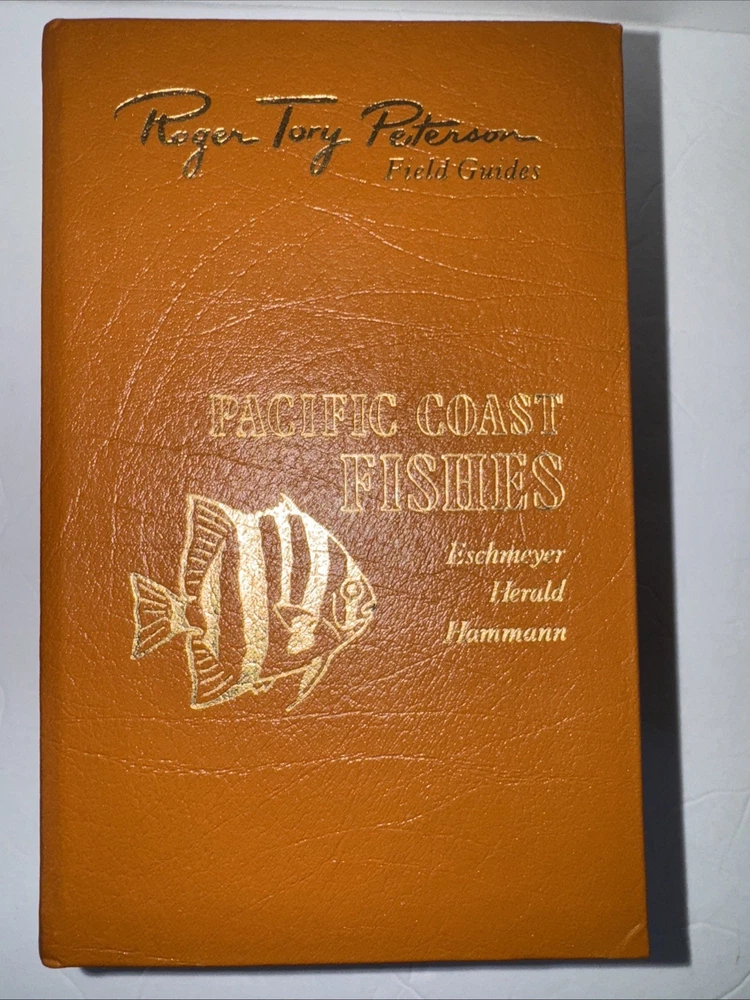 Roger Tory Peterson
Field Guides
PACIFIC COAST
FISHES
Eschmeyer
Herald
Hammann